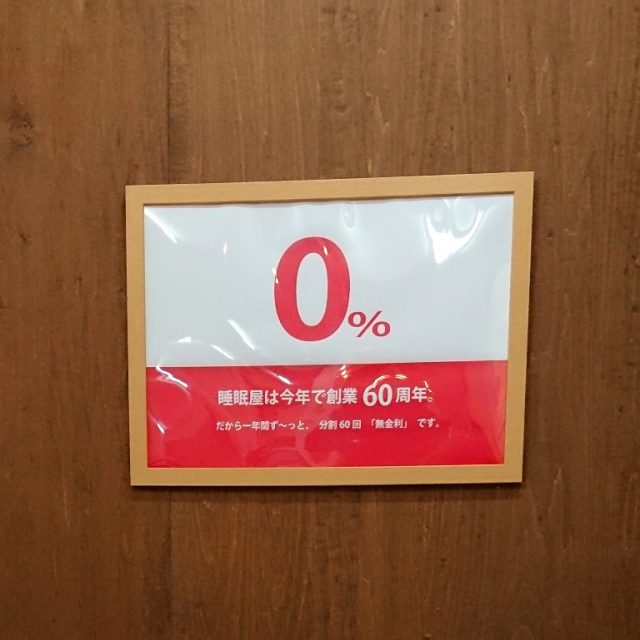 0%
睡眠屋は今年で創業60周年。
だから一年間ず～っと、 分割60回 「無金利」 です。